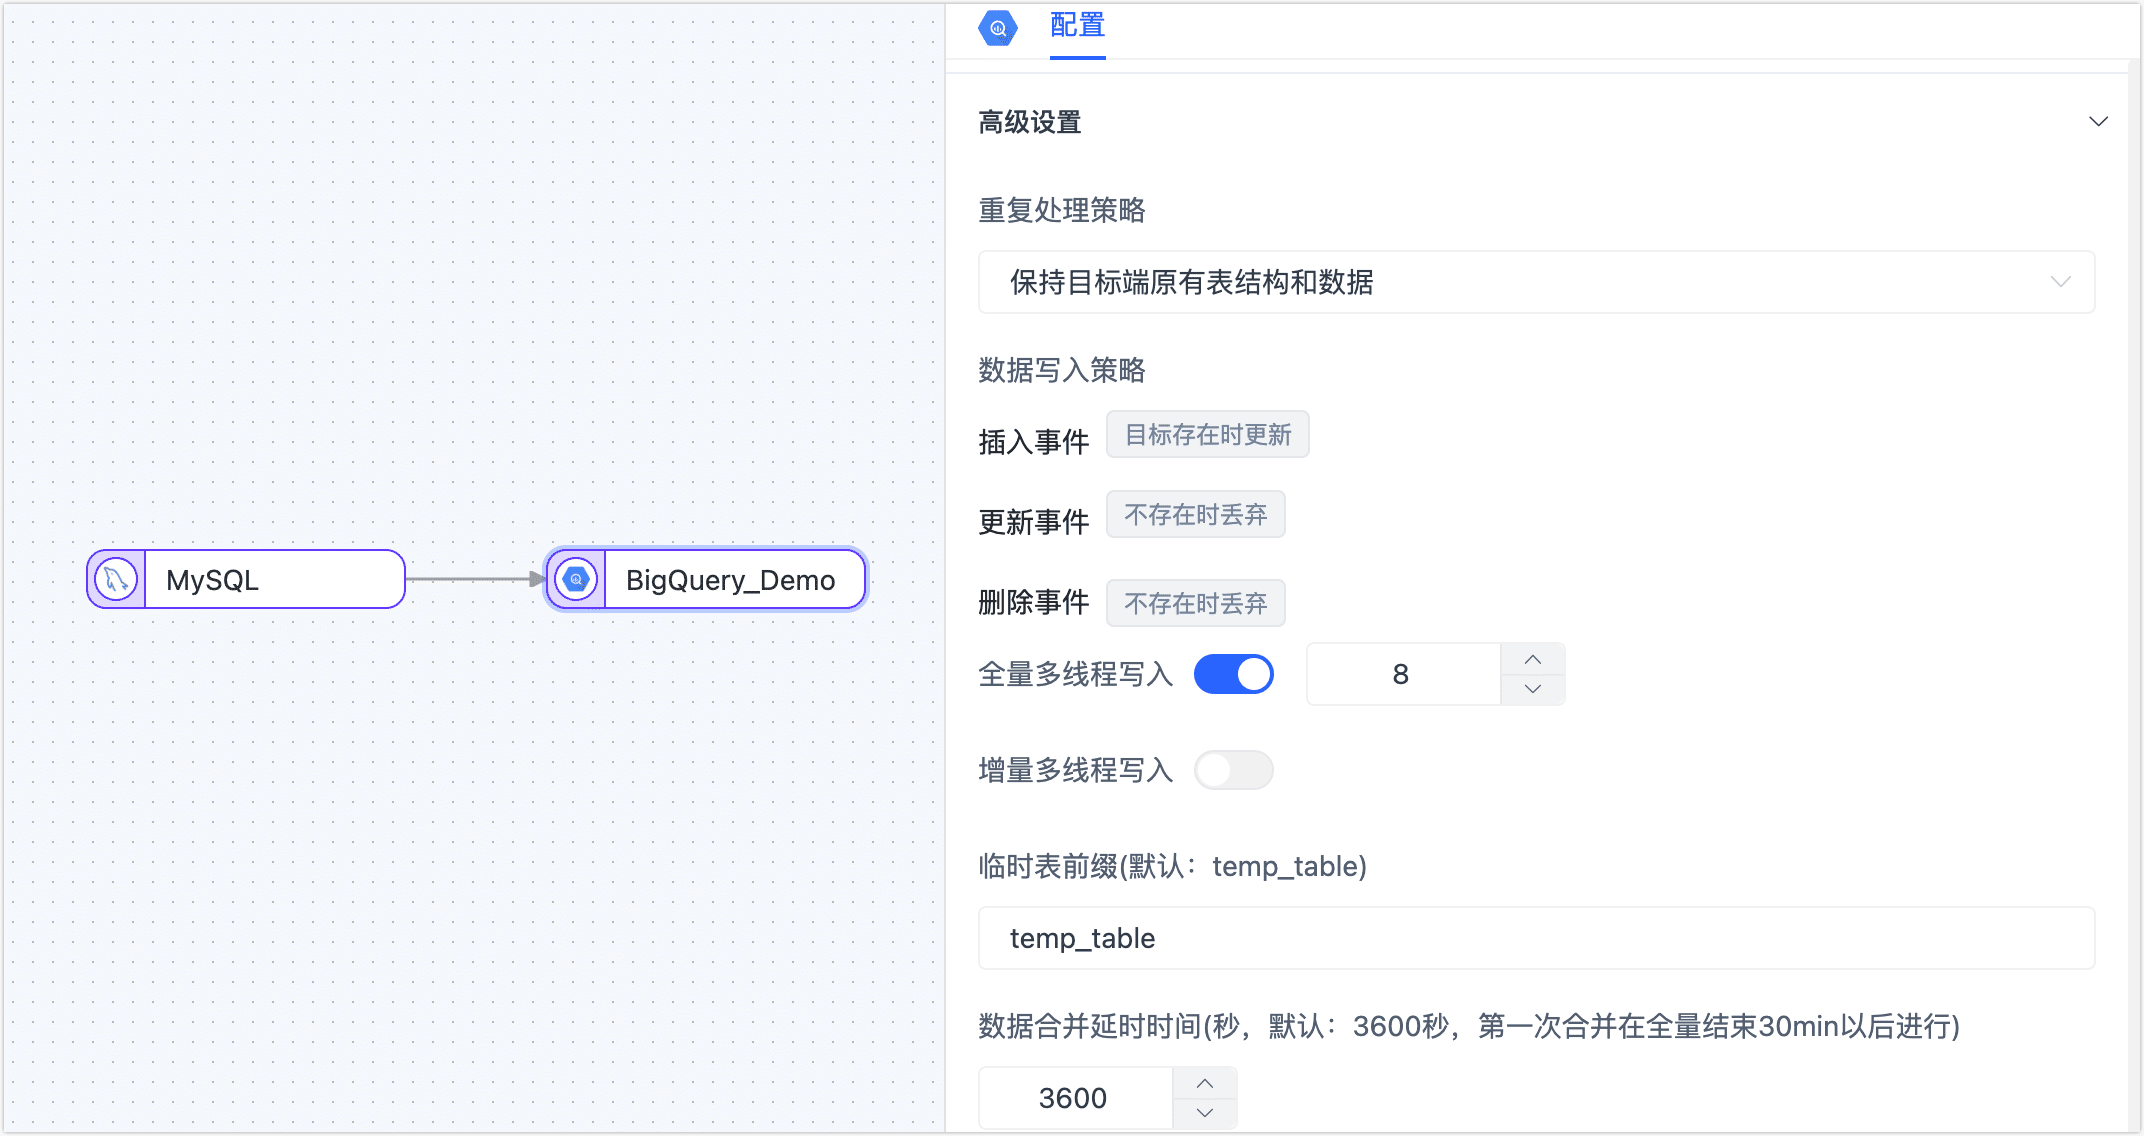 配置
高级设置
重复处理策略
保持目标端原有表结构和数据
数据写入策略
插入事件 目标存在时更新
更新事件 不存在时丢弃
删除事件 不存在时丢弃
全量多线程写入 8
增量多线程写入
临时表前缀(默认：temp_table)
temp_table
数据合并延时时间(秒，默认：3600秒，第一次合并在全量结束30min以后进行)
3600
MySQL
BigQuery_Demo